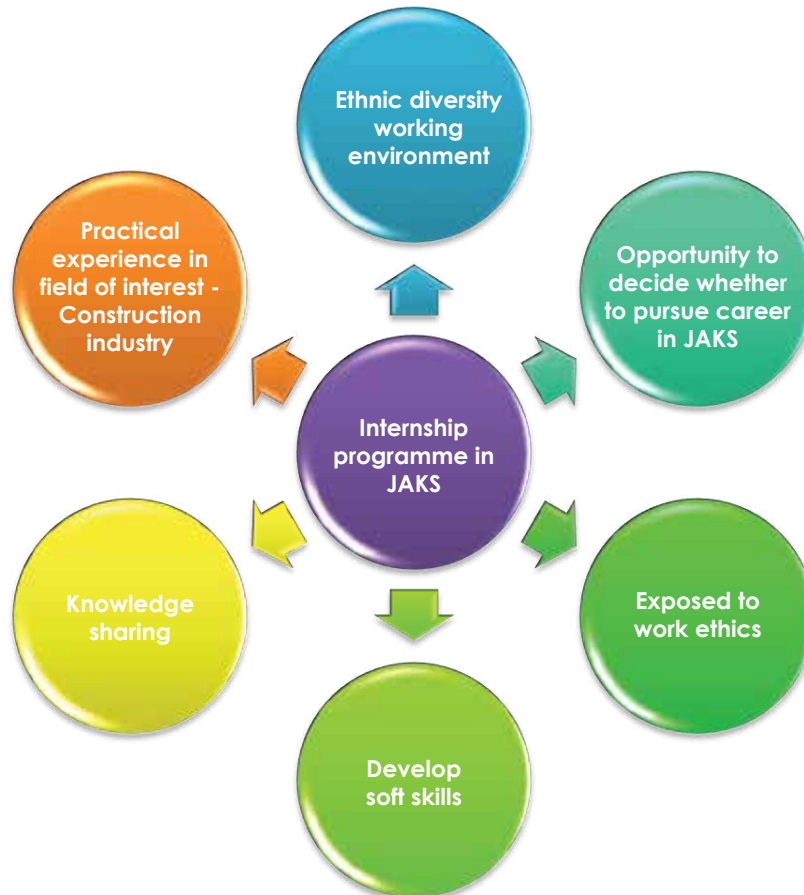 Ethnic diversity
working
environment
Practical
experience in
field of interest -
Construction
industry
Opportunity to
decide whether
to pursue career
in JAKS
Internship
programme in
JAKS
Knowledge
sharing
Exposed to
work ethics
Develop
soft skills